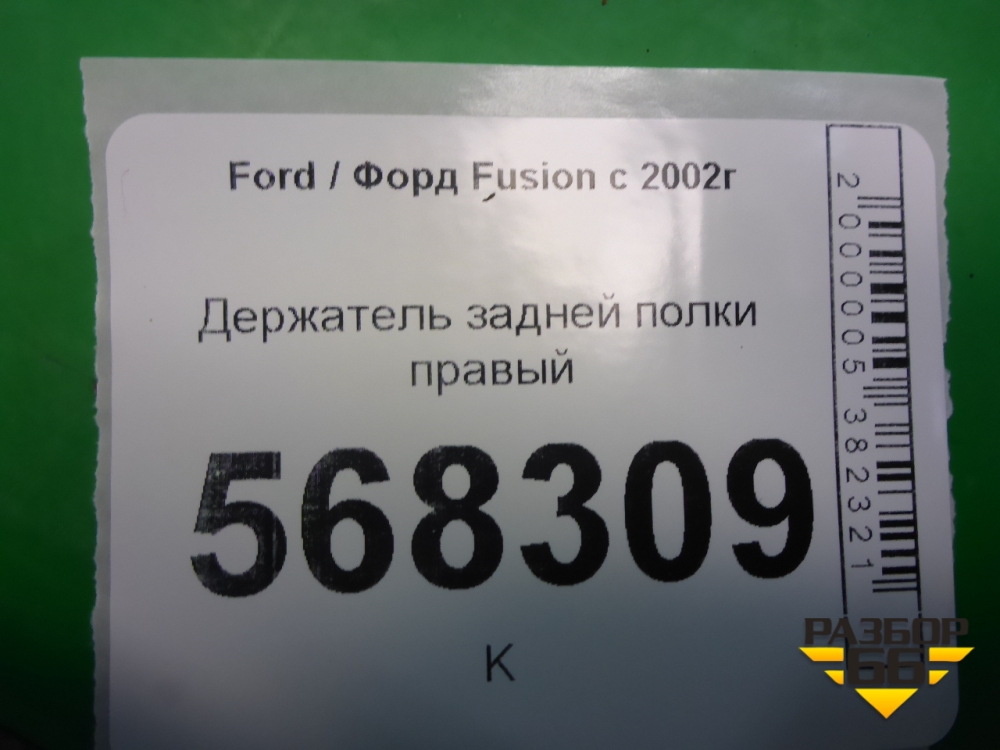 Ford / Форд Fusion с 2002г
Держатель задней полки
правый
568309
К
2000005382321
РАЗБОР
66